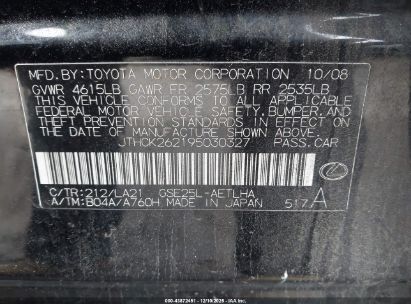 MFD.BY:TOYOTA MOTOR CORPORATION 10/08
GVWR 4615LB GAWR FR 2575LB RR 2535LB
THIS VEHICLE CONFORMS TO ALL APPLICABLE
FEDERAL MOTOR VEHICLE SAFETY, BUMPER, AND
THEFT PREVENTION STANDARDS IN EFFECT ON
THE DATE OF MANUFACTURE SHOWN ABOVE.
JTHCK262195030327 PASS.CAR
C/TR:212/LA21 GSE25L-AETLHA
A/TM:B04A/A760H MADE IN JAPAN 517 A